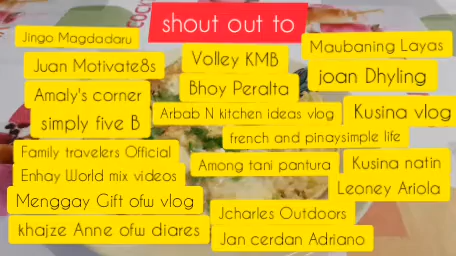 shout out to
Jingo Magdadaru
Maubaning Layas
Juan Motivate8s
Volley KMB
joan Dhyling
Amaly's corner
Bhoy Peralta
Arbab N kitchen ideas vlog
Kusina vlog
simply five B
french and pinaysimple life
Family travelers Official
Among tani pantura
Kusina natin
Enhay World mix videos
Leoney Ariola
Menggay Gift ofw vlog
Jcharles Outdoors
khajze Anne ofw diares
Jan cerdan Adriano